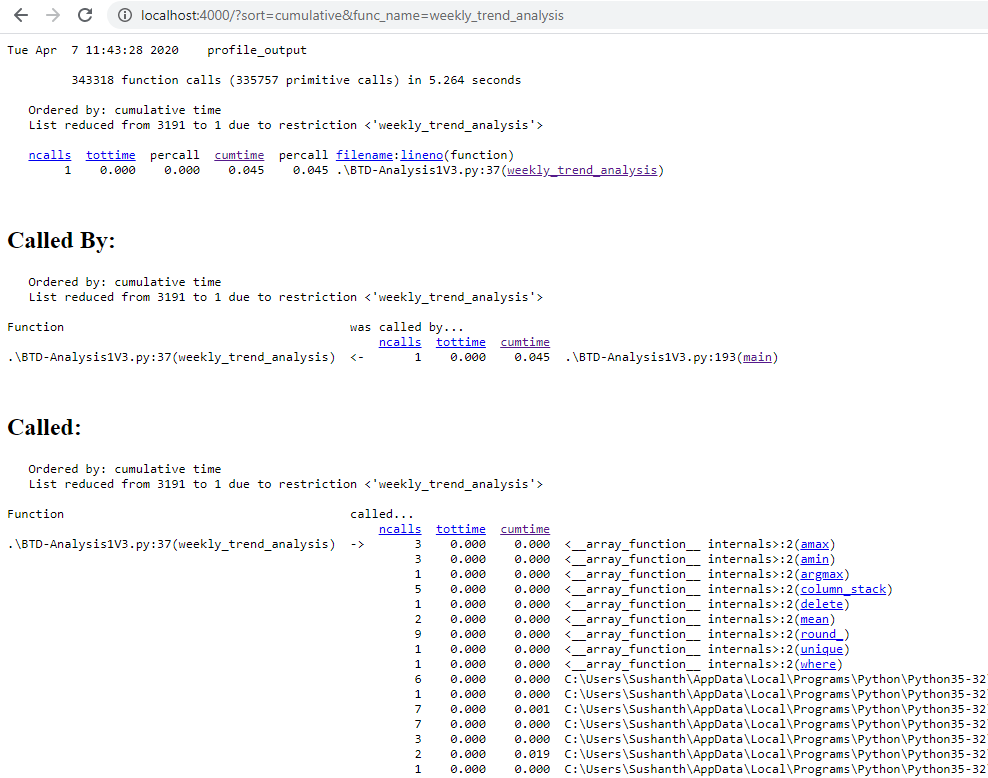 localhost:4000/?sort=cumulative&func_name=weekly_trend_analysis
Tue Apr  7 11:43:28 2020    profile_output
343318 function calls (335757 primitive calls) in 5.264 seconds
Ordered by: cumulative time
List reduced from 3191 to 1 due to restriction <'weekly_trend_analysis'>
ncalls  tottime  percall  cumtime  percall filename:lineno(function)
1    0.000    0.000    0.045    0.045 .\BTD-Analysis1V3.py:37(weekly_trend_analysis)
Called By:
Ordered by: cumulative time
List reduced from 3191 to 1 due to restriction <'weekly_trend_analysis'>
Function                                        was called by...
ncalls  tottime  cumtime
.\BTD-Analysis1V3.py:37(weekly_trend_analysis)  <-       1    0.000    0.045  .\BTD-Analysis1V3.py:193(main)
Called:
Ordered by: cumulative time
List reduced from 3191 to 1 due to restriction <'weekly_trend_analysis'>
Function                                        called...
ncalls  tottime  cumtime
.\BTD-Analysis1V3.py:37(weekly_trend_analysis)  ->       3    0.000    0.000  <__array_function__ internals>:2(amax)
3    0.000    0.000  <__array_function__ internals>:2(amin)
1    0.000    0.000  <__array_function__ internals>:2(argmax)
5    0.000    0.000  <__array_function__ internals>:2(column_stack)
1    0.000    0.000  <__array_function__ internals>:2(delete)
2    0.000    0.000  <__array_function__ internals>:2(mean)
9    0.000    0.000  <__array_function__ internals>:2(round_)
1    0.000    0.000  <__array_function__ internals>:2(unique)
1    0.000    0.000  <__array_function__ internals>:2(where)
6    0.000    0.000  C:\Users\Sushanth\AppData\Local\Programs\Python\Python35-32
1    0.000    0.000  C:\Users\Sushanth\AppData\Local\Programs\Python\Python35-32
7    0.000    0.001  C:\Users\Sushanth\AppData\Local\Programs\Python\Python35-32
7    0.000    0.000  C:\Users\Sushanth\AppData\Local\Programs\Python\Python35-32
3    0.000    0.000  C:\Users\Sushanth\AppData\Local\Programs\Python\Python35-32
2    0.000    0.019  C:\Users\Sushanth\AppData\Local\Programs\Python\Python35-32
1    0.000    0.000  C:\Users\Sushanth\AppData\Local\Programs\Python\Python35-32